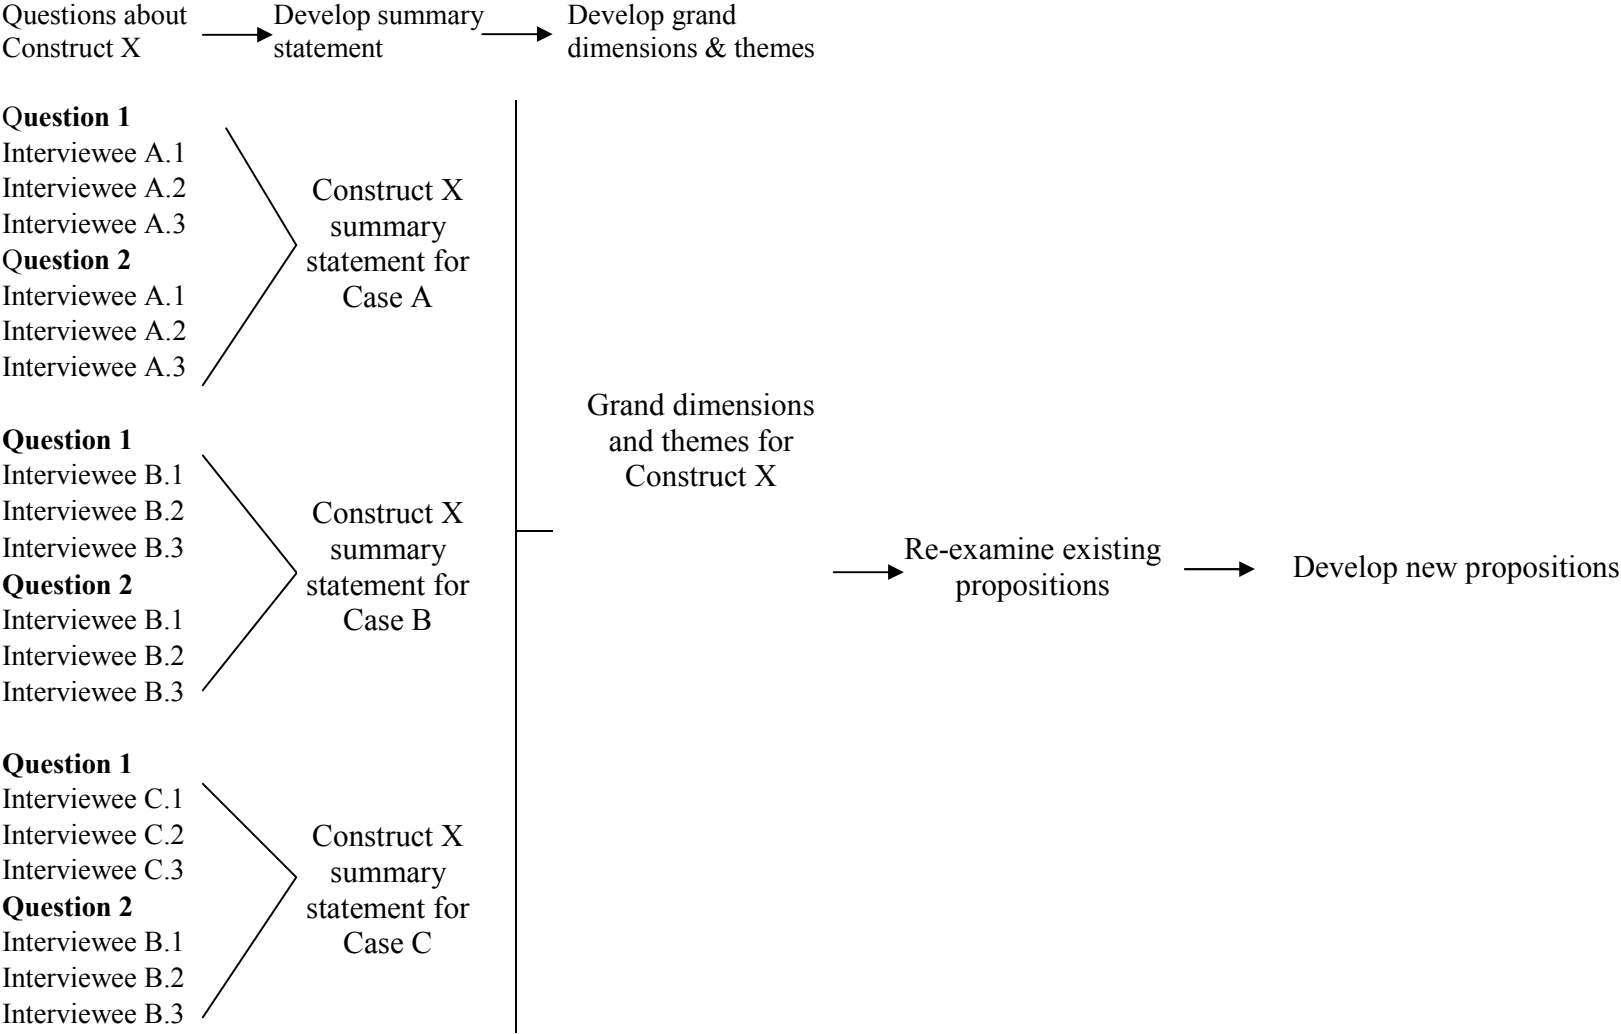 Questions about
Construct X
Develop summary
statement
Develop grand
dimensions & themes
Question 1
Interviewee A.1
Interviewee A.2
Interviewee A.3
Question 2
Interviewee A.1
Interviewee A.2
Interviewee A.3
Construct X
summary
statement for
Case A
Question 1
Interviewee B.1
Interviewee B.2
Interviewee B.3
Question 2
Interviewee B.1
Interviewee B.2
Interviewee B.3
Construct X
summary
statement for
Case B
Question 1
Interviewee C.1
Interviewee C.2
Interviewee C.3
Question 2
Interviewee B.1
Interviewee B.2
Interviewee B.3
Construct X
summary
statement for
Case C
Grand dimensions
and themes for
Construct X
Re-examine existing
propositions
Develop new propositions